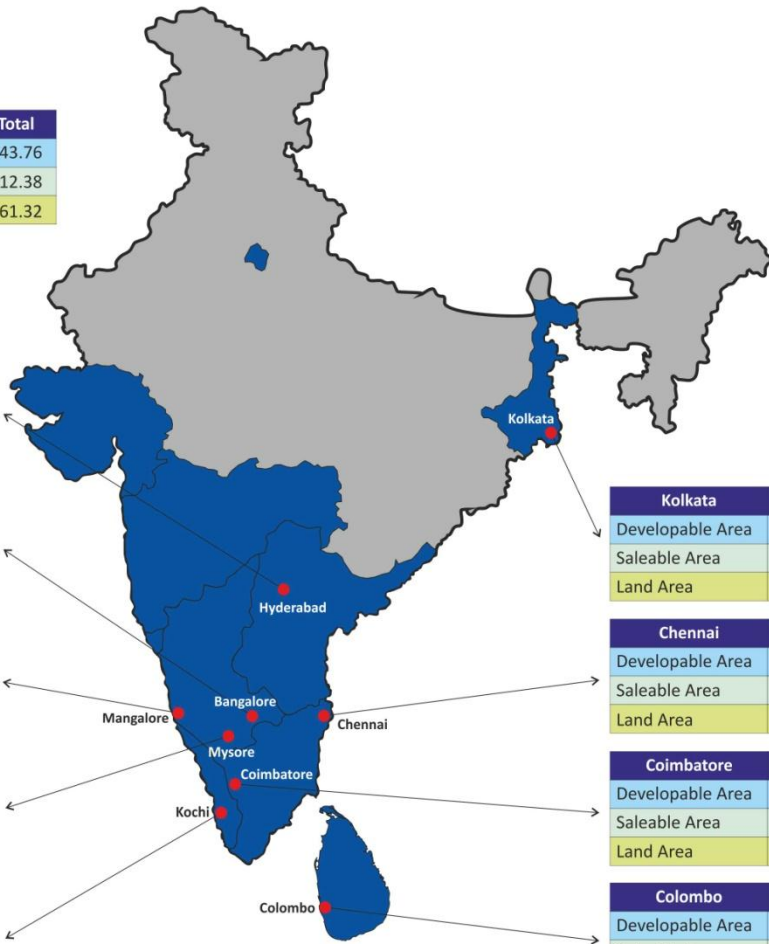 Total
43.76
12.38
61.32
Kolkata
Hyderabad
Mangalore
Bangalore
Chennai
Mysore
Coimbatore
Kochi
Colombo
Kolkata
Developable Area
Saleable Area
Land Area
Chennai
Developable Area
Saleable Area
Land Area
Coimbatore
Developable Area
Saleable Area
Land Area
Colombo
Developable Area